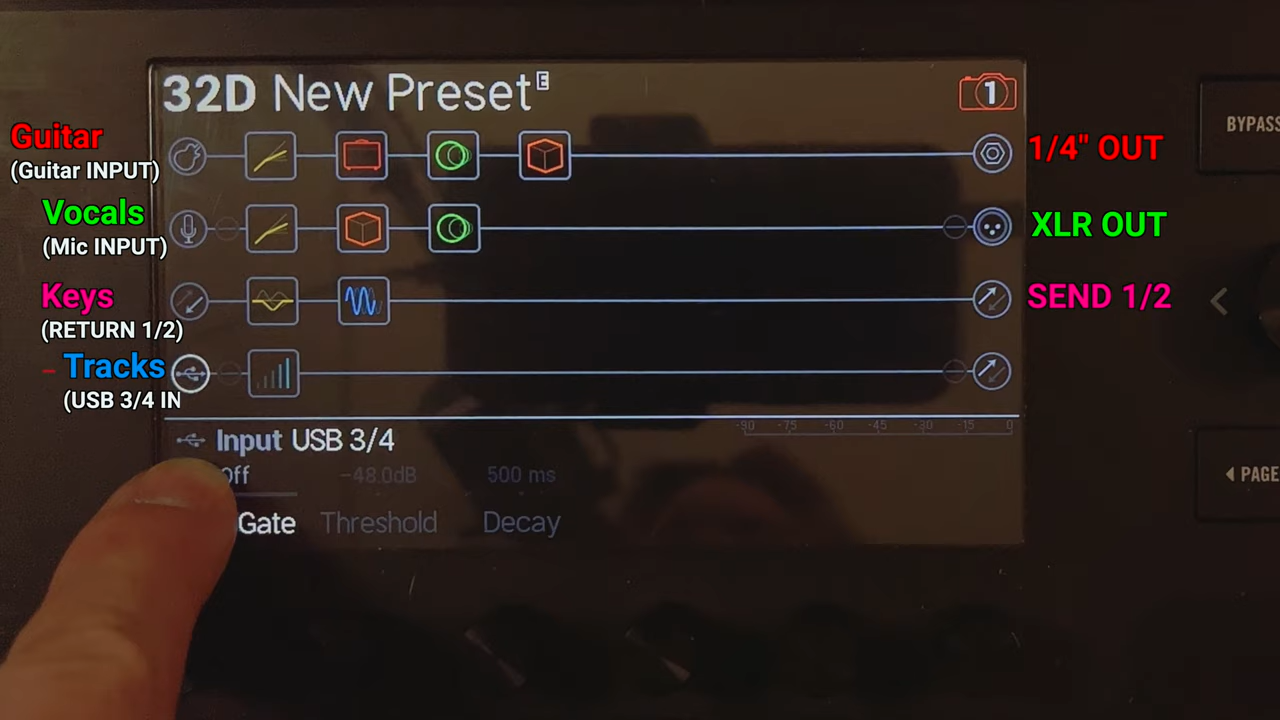 32D New Preset E
1
BYPASS
Guitar
(Guitar INPUT)
1/4" OUT
Vocals
(Mic INPUT)
XLR OUT
Keys
(RETURN 1/2)
SEND 1/2
Tracks
(USB 3/4 IN
Input USB 3/4
-90 -75 -60 -45 -30 -15 0
Off -48.0dB 500 ms
PAGE
Gate Threshold Decay